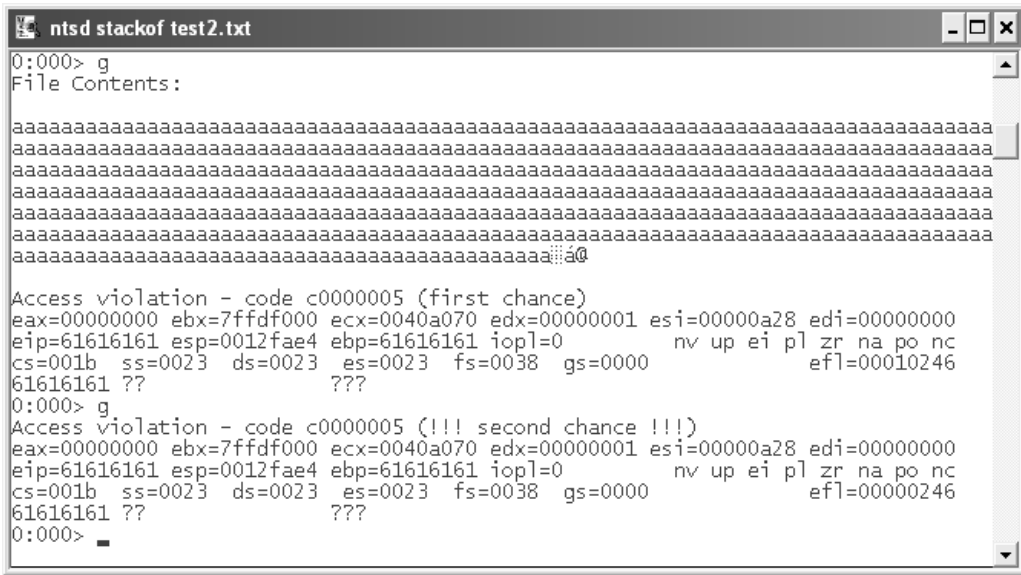 ntsd stackof test2.txt
0:000> g
File Contents:
aaaaaaaaaaaaaaaaaaaaaaaaaaaaaaaaaaaaaaaaaaaaaaaaaaaaaaaaaaaaaaaaaaaaaaaaaaaaaaaa
aaaaaaaaaaaaaaaaaaaaaaaaaaaaaaaaaaaaaaaaaaaaaaaaaaaaaaaaaaaaaaaaaaaaaaaaaaaaaaaa
aaaaaaaaaaaaaaaaaaaaaaaaaaaaaaaaaaaaaaaaaaaaaaaaaaaaaaaaaaaaaaaaaaaaaaaaaaaaaaaa
aaaaaaaaaaaaaaaaaaaaaaaaaaaaaaaaaaaaaaaaaaaaaaaaaaaaaaaaaaaaaaaaaaaaaaaaaaaaaaaa
aaaaaaaaaaaaaaaaaaaaaaaaaaaaaaaaaaaaaaaaaaaaaaaaaaaaaaaaaaaaaaaaaaaaaaaaaaaaaaaa
aaaaaaaaaaaaaaaaaaaaaaaaaaaaaaaaaaaaaaaaaaaaaaaaaaaaaaaaaaaaaaaaaaaaaaaaaaaaaaaa
aaaaaaaaaaaaaaaaaaaaaaaaaaaaaaaaaaaaaaaaaaaa░á@
Access violation - code c0000005 (first chance)
eax=00000000 ebx=7ffdf000 ecx=0040a070 edx=00000001 esi=00000a28 edi=00000000
eip=61616161 esp=0012fae4 ebp=61616161 iopl=0         nv up ei pl zr na po nc
cs=001b  ss=0023  ds=0023  es=0023  fs=0038  gs=0000             efl=00010246
61616161 ??               ???
0:000> g
Access violation - code c0000005 (!!! second chance !!!)
eax=00000000 ebx=7ffdf000 ecx=0040a070 edx=00000001 esi=00000a28 edi=00000000
eip=61616161 esp=0012fae4 ebp=61616161 iopl=0         nv up ei pl zr na po nc
cs=001b  ss=0023  ds=0023  es=0023  fs=0038  gs=0000             efl=00000246
61616161 ??               ???
0:000> _